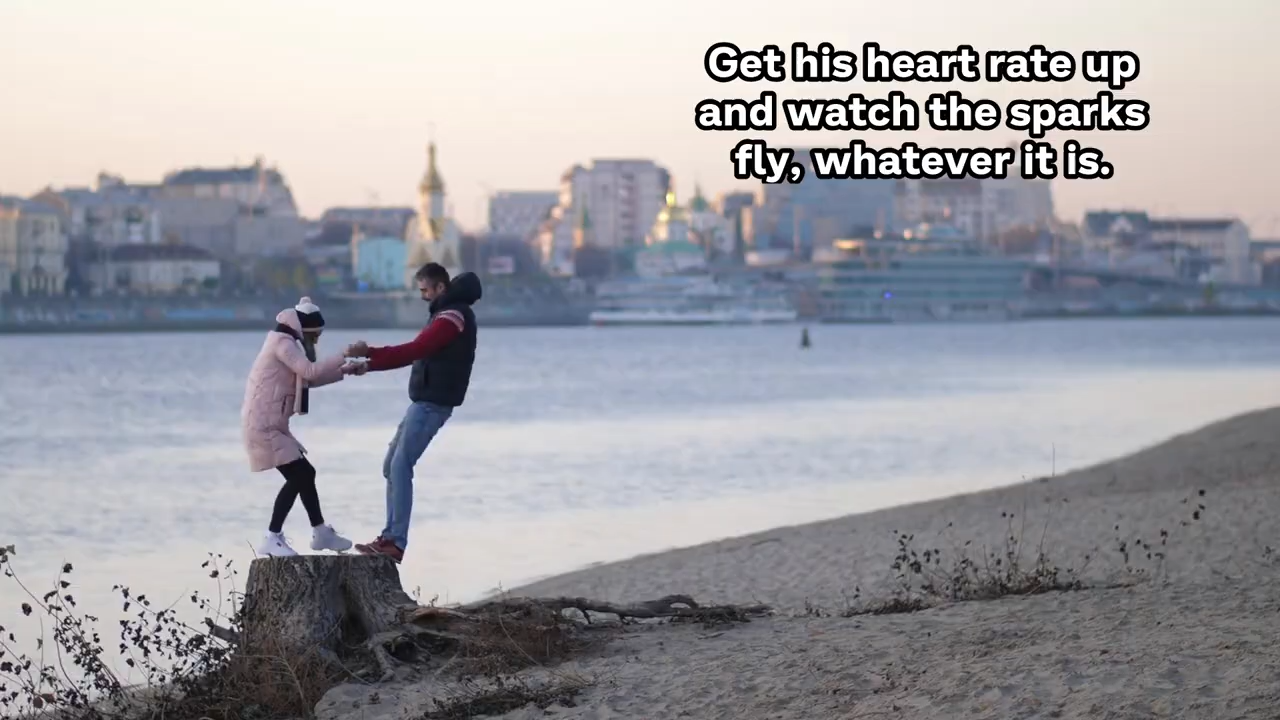 Get his heart rate up
and watch the sparks
fly, whatever it is.